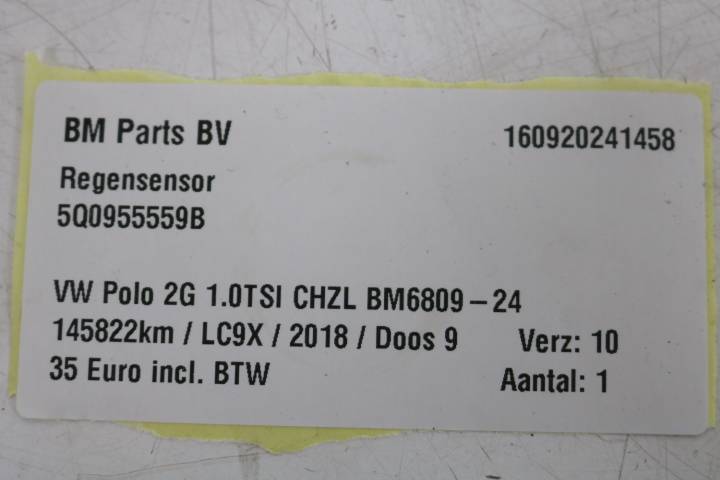 BM Parts BV 160920241458
Regensensor
5Q0955559B
VW Polo 2G 1.0TSI CHZL BM6809-24
145822km / LC9X / 2018 / Doos 9 Verz: 10
35 Euro incl. BTW Aantal: 1